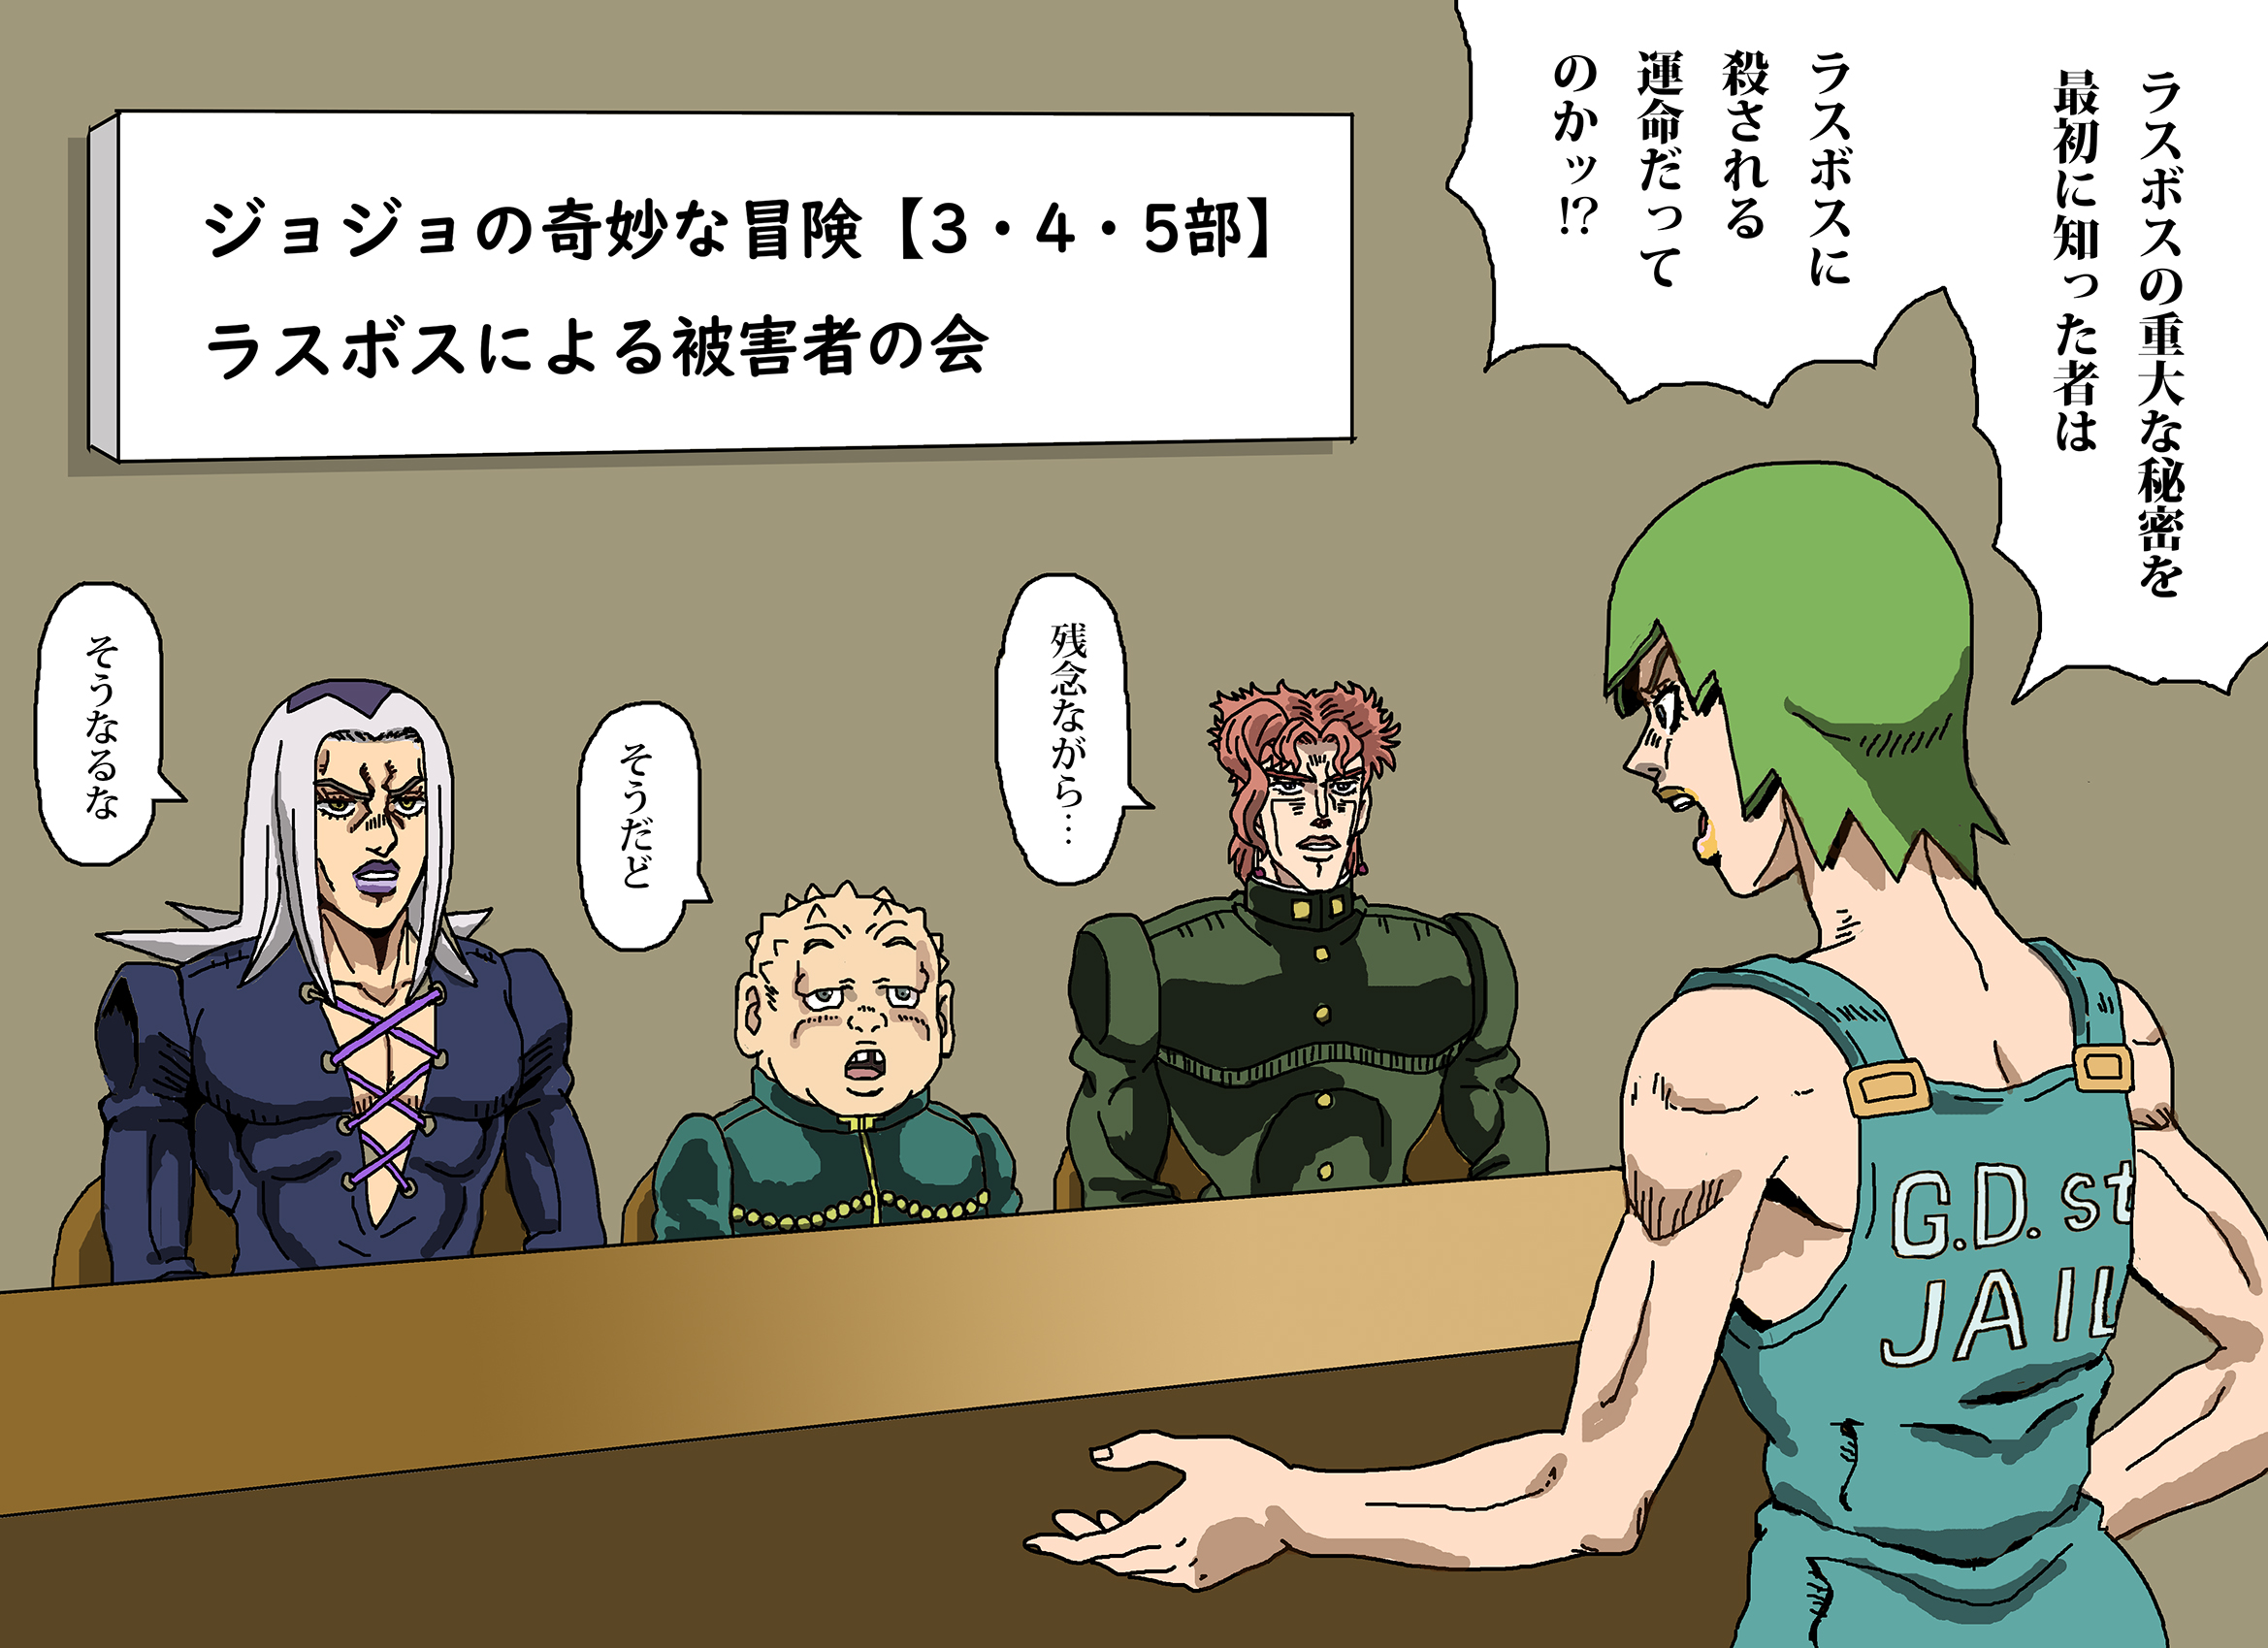 ラスボスの重大な秘密を
最初に知った者は
ラスボスに
殺される
運命だって
のかッ!?
ジョジョの奇妙な冒険【3・4・5部】
ラスボスによる被害者の会
残念ながら…
そうだど
そうなるな
G.D.st
JAIL